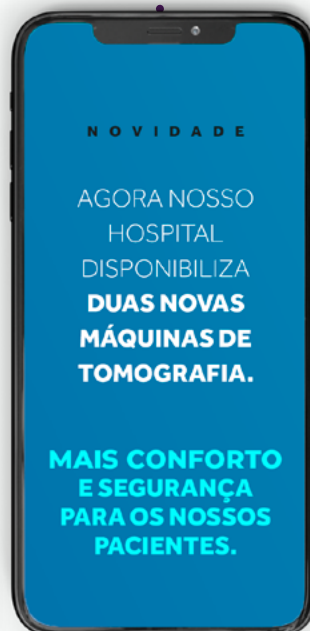 NOVIDADE
AGORA NOSSO
HOSPITAL
DISPONIBILIZA
DUAS NOVAS
MÁQUINAS DE
TOMOGRAFIA.
MAIS CONFORTO
E SEGURANÇA
PARA OS NOSSOS
PACIENTES.